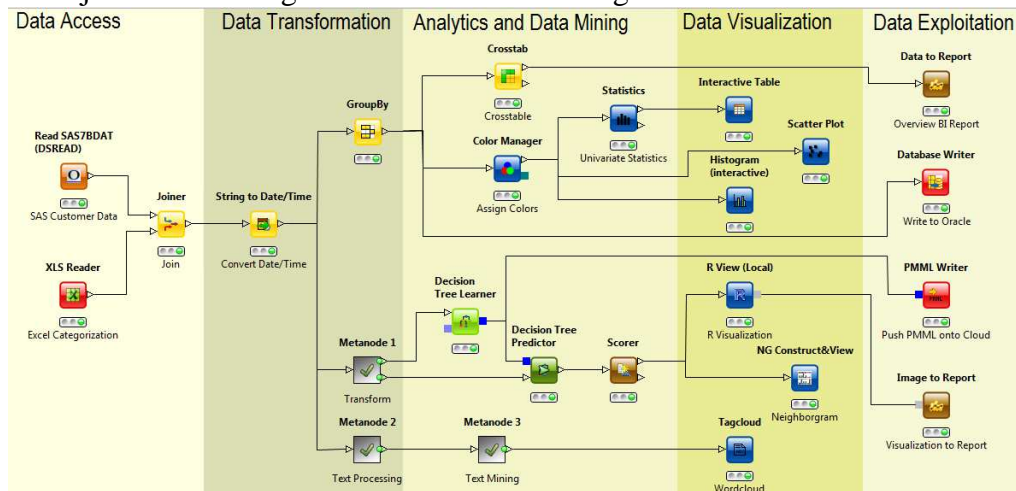 Data Access
Data Transformation
Analytics and Data Mining
Data Visualization
Data Exploitation
Read SAS7BDAT
(DSREAD)
SAS Customer Data
XLS Reader
Excel Categorization
Joiner
Join
String to Date/Time
Convert Date/Time
GroupBy
Metanode 1
Transform
Metanode 2
Text Processing
Crosstab
Crosstable
Color Manager
Assign Colors
Statistics
Univariate Statistics
Decision
Tree Learner
Decision Tree
Predictor
Scorer
Metanode 3
Text Mining
Interactive Table
Scatter Plot
Histogram
(interactive)
R View (Local)
R Visualization
NG Construct&View
Neighborgram
Tagcloud
Wordcloud
Data to Report
Overview BI Report
Database Writer
Write to Oracle
PMML Writer
Push PMML onto Cloud
Image to Report
Visualization to Report